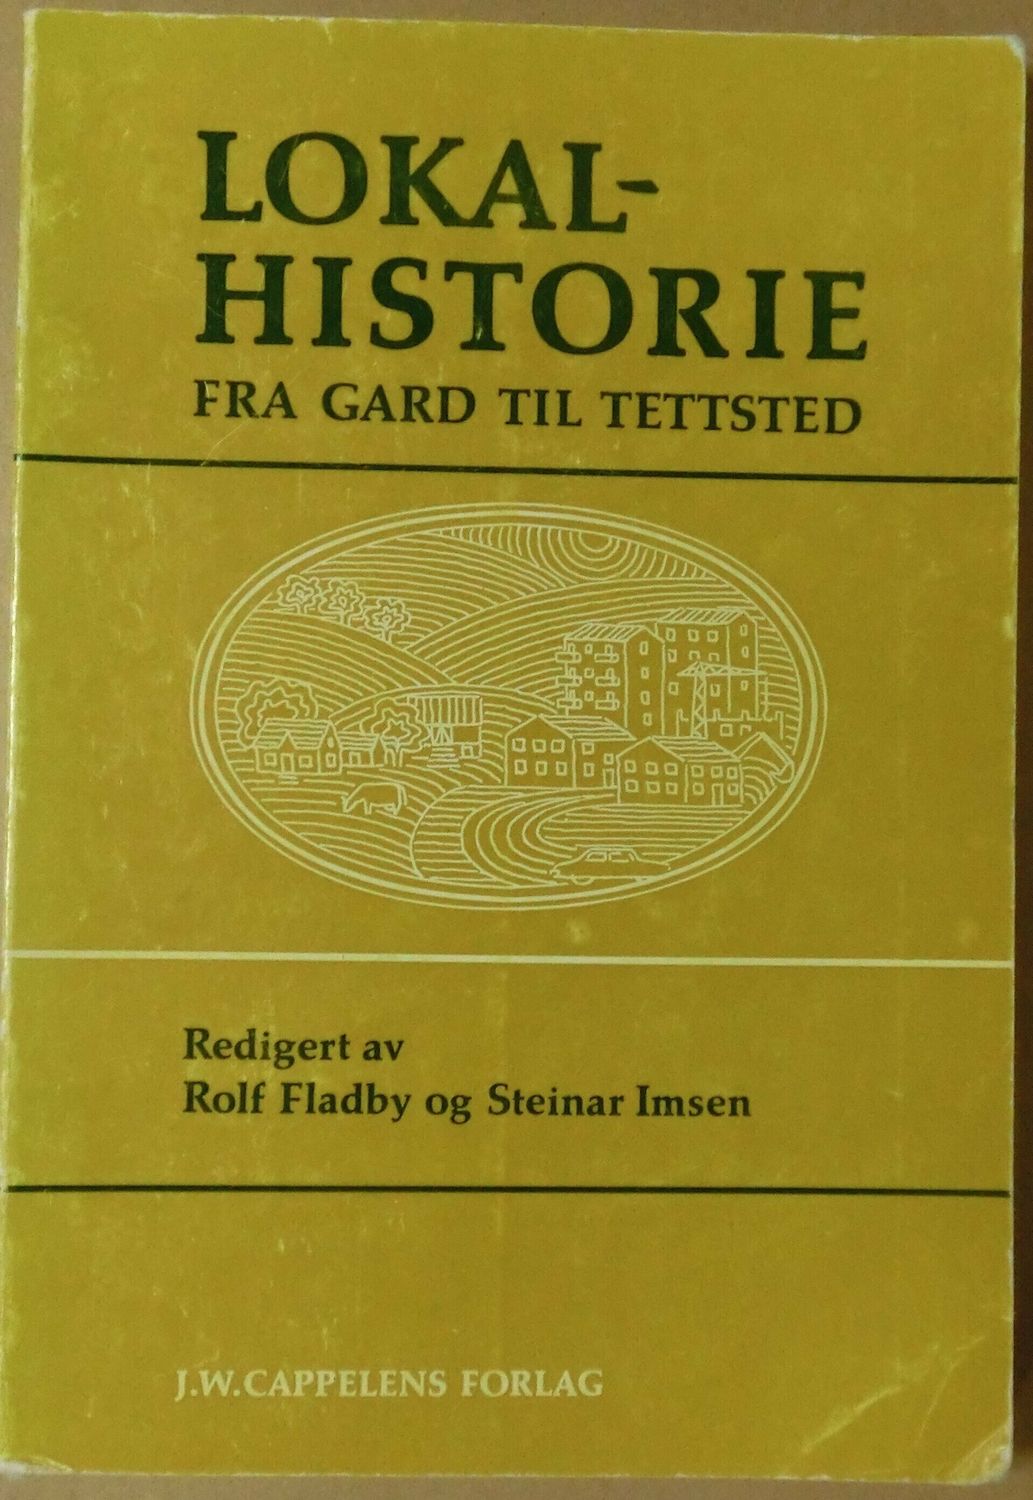 LOKAL-
HISTORIE
FRA GARD TIL TETTSTED
Redigert av
Rolf Fladby og Steinar Imsen
J.W.CAPPELENS FORLAG